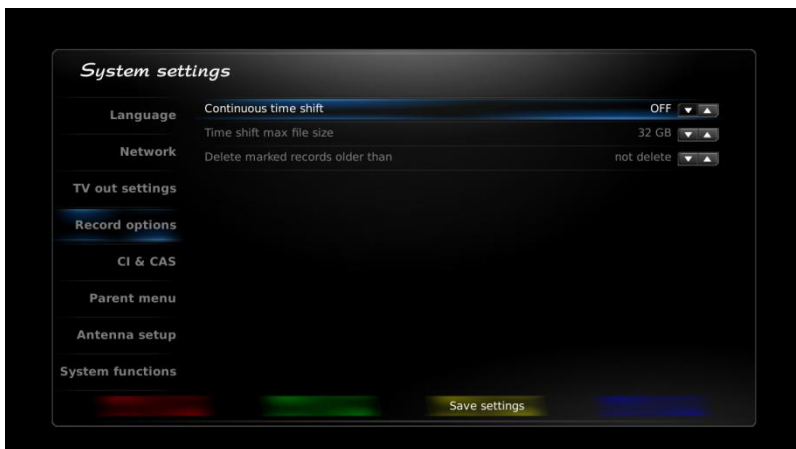 System settings
Language
Network
TV out settings
Record options
CI & CAS
Parent menu
Antenna setup
System functions
Continuous time shift OFF
Time shift max file size 32 GB
Delete marked records older than not delete
Save settings